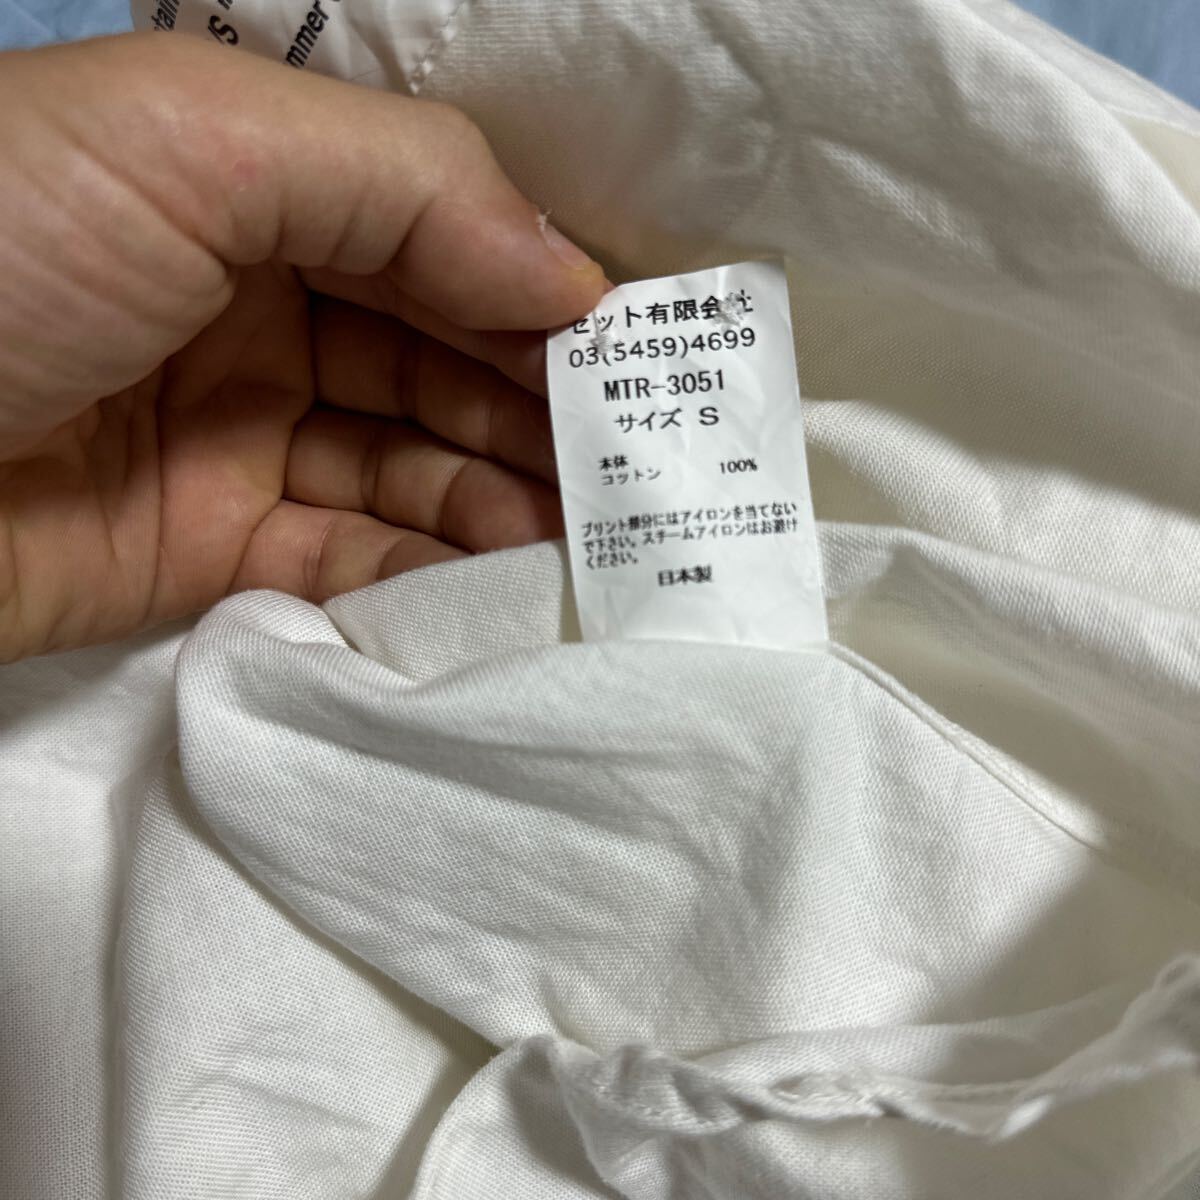 /S
mmer
セット有限会社
03(5459)4699
MTR-3051
サイズ S
本体
コットン 100%
プリント部分にはアイロンを当てない
で下さい。スチームアイロンはお避け
ください。
日本製